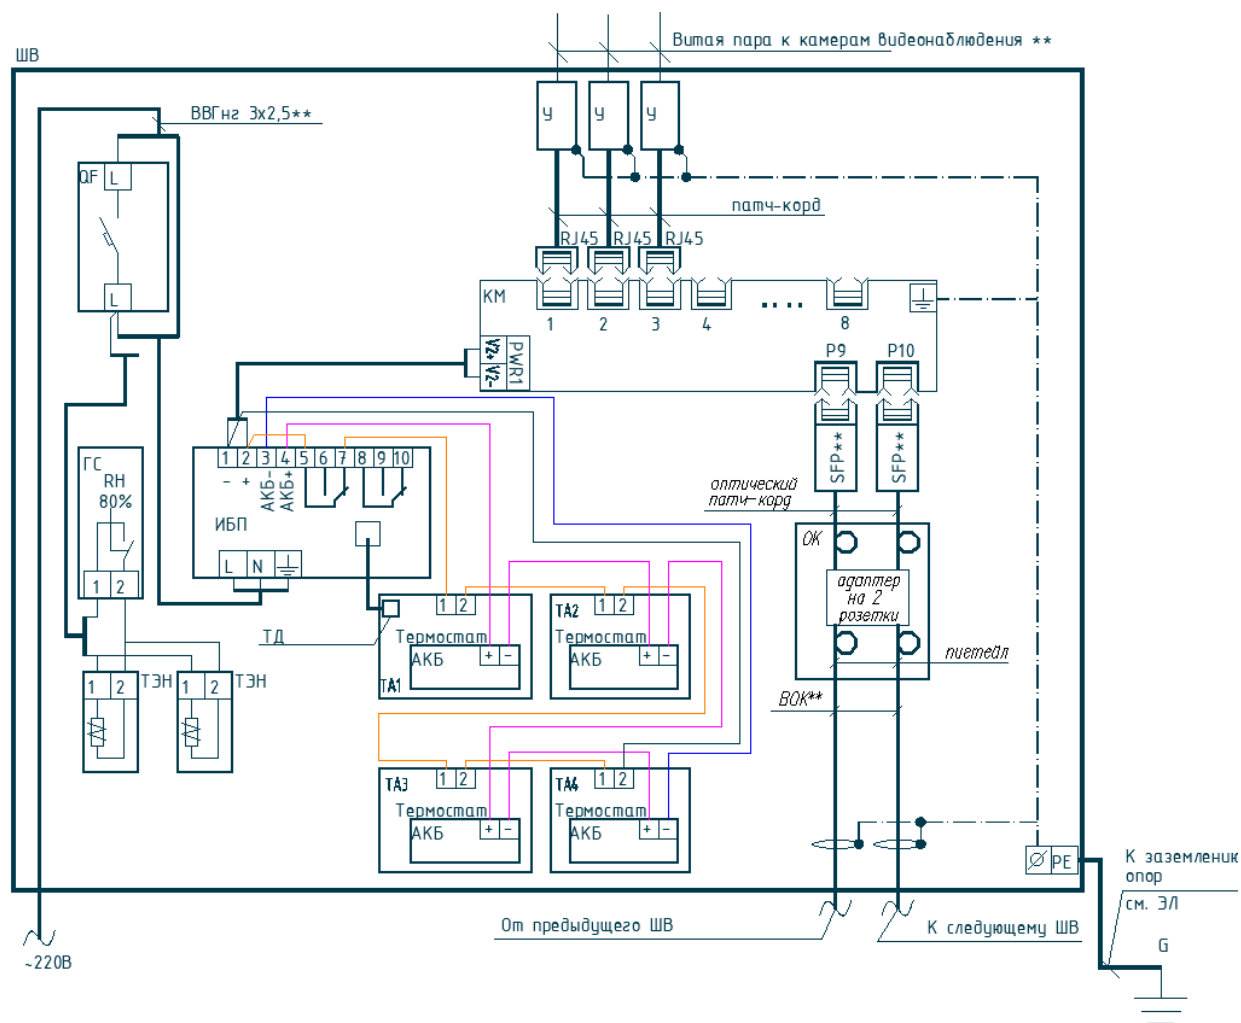 ШВ
Витая пара к камерам видеонаблюдения **
ВВГнг 3х2,5**
У
У
У
QF
L
L
патч-корд
RJ45
RJ45
RJ45
КМ
1
2
3
4
....
8
V2+
V2-
PWR1
P9
P10
SFP**
SFP**
ГС
RH
80%
1
2
1
2
3
4
5
6
7
8
9
10
-
+
АКБ-
АКБ+
ИБП
L
N
оптический
патч-корд
ОК
адаптер
на 2
розетки
пигтейл
ВОК**
ТД
1
2
Термостат
АКБ
+
-
ТА1
ТА2
1
2
Термостат
АКБ
+
-
1
2
ТЭН
1
2
ТЭН
ТА3
1
2
Термостат
АКБ
+
-
ТА4
1
2
Термостат
АКБ
+
-
PE
К заземлению
опор
см. ЭЛ
G
От предыдущего ШВ
К следующему ШВ
~220В